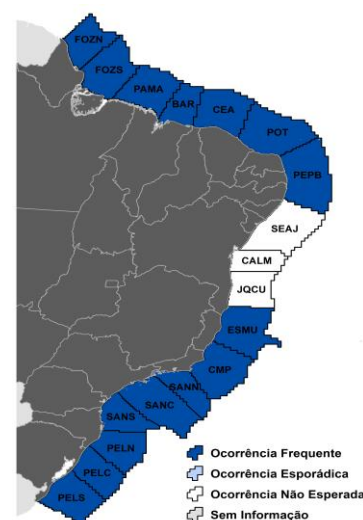 FOZN
FOZS
PAMA
BAR
CEA
POT
PEPB
SEAJ
CALM
JQCU
ESMU
CMP
SANN
SANC
SANS
PELN
PELC
PELS
Ocorrência Frequente
Ocorrência Esporádica
Ocorrência Não Esperada
Sem Informação